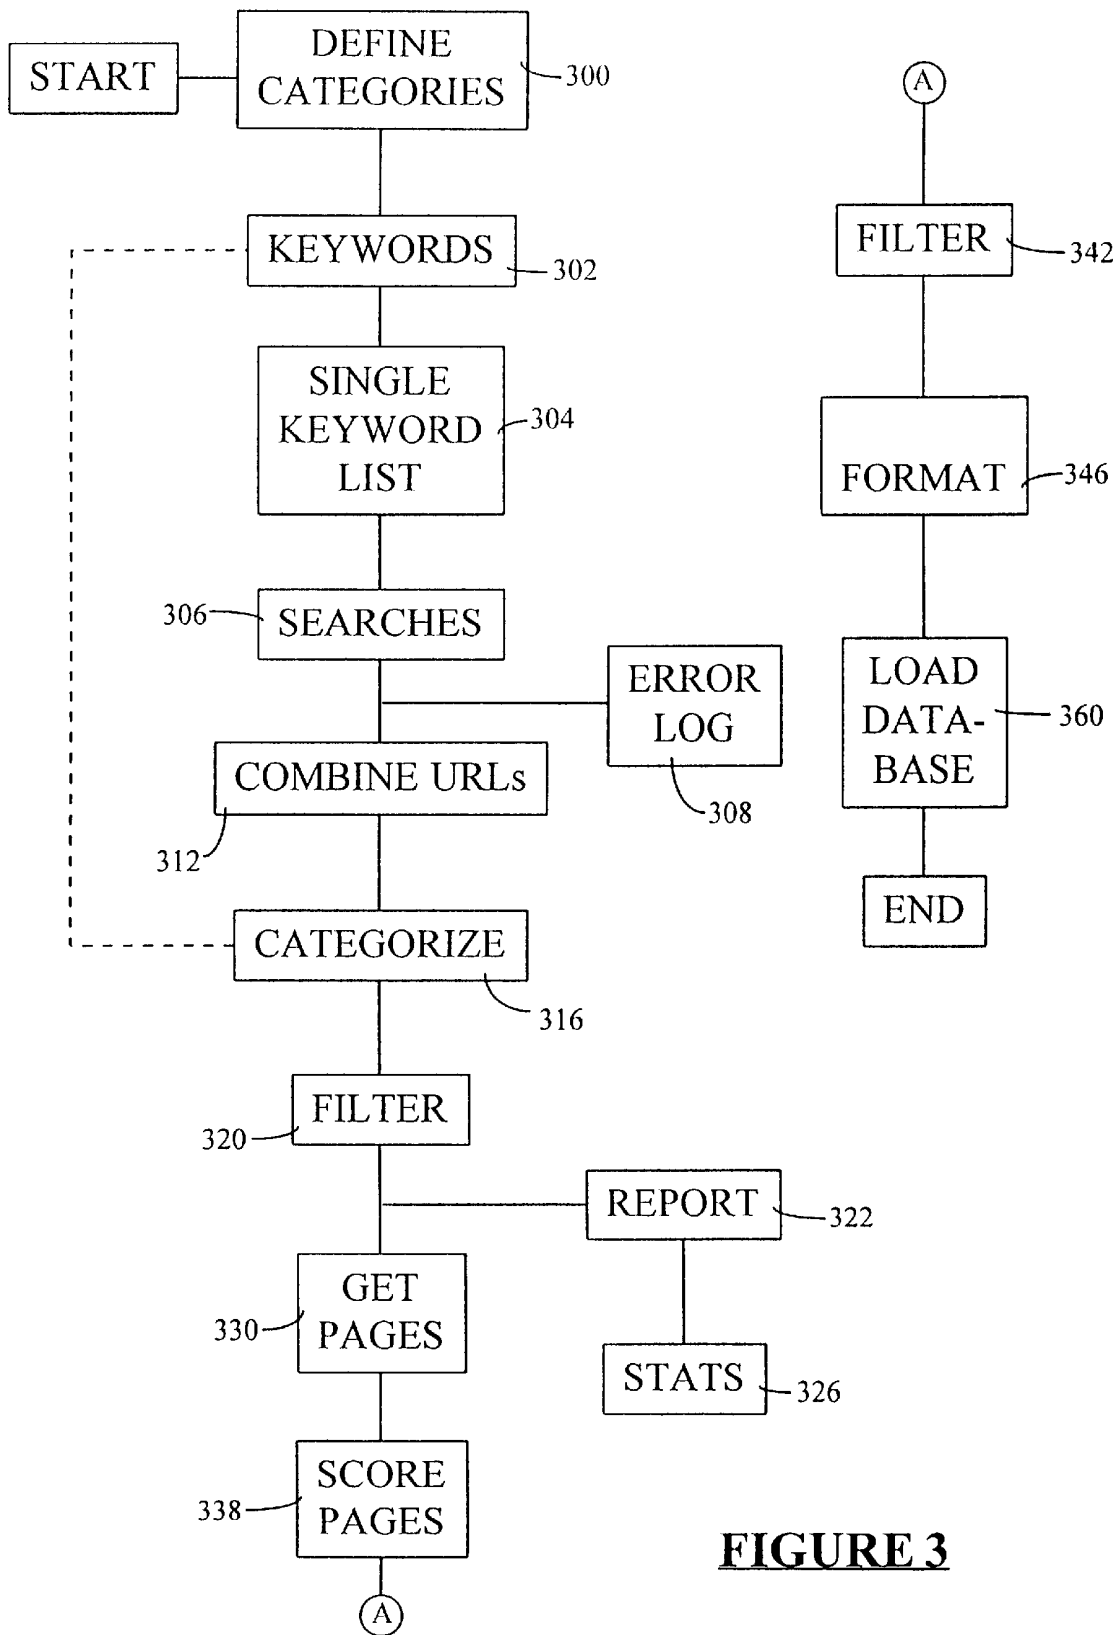 START
DEFINE
CATEGORIES
300
KEYWORDS
302
SINGLE
KEYWORD
LIST
304
306
SEARCHES
ERROR
LOG
308
COMBINE URLs
312
CATEGORIZE
316
FILTER
320
REPORT
322
STATS
326
GET
PAGES
330
SCORE
PAGES
338
A
A
FILTER
342
FORMAT
346
LOAD
DATA-
BASE
360
END
FIGURE 3